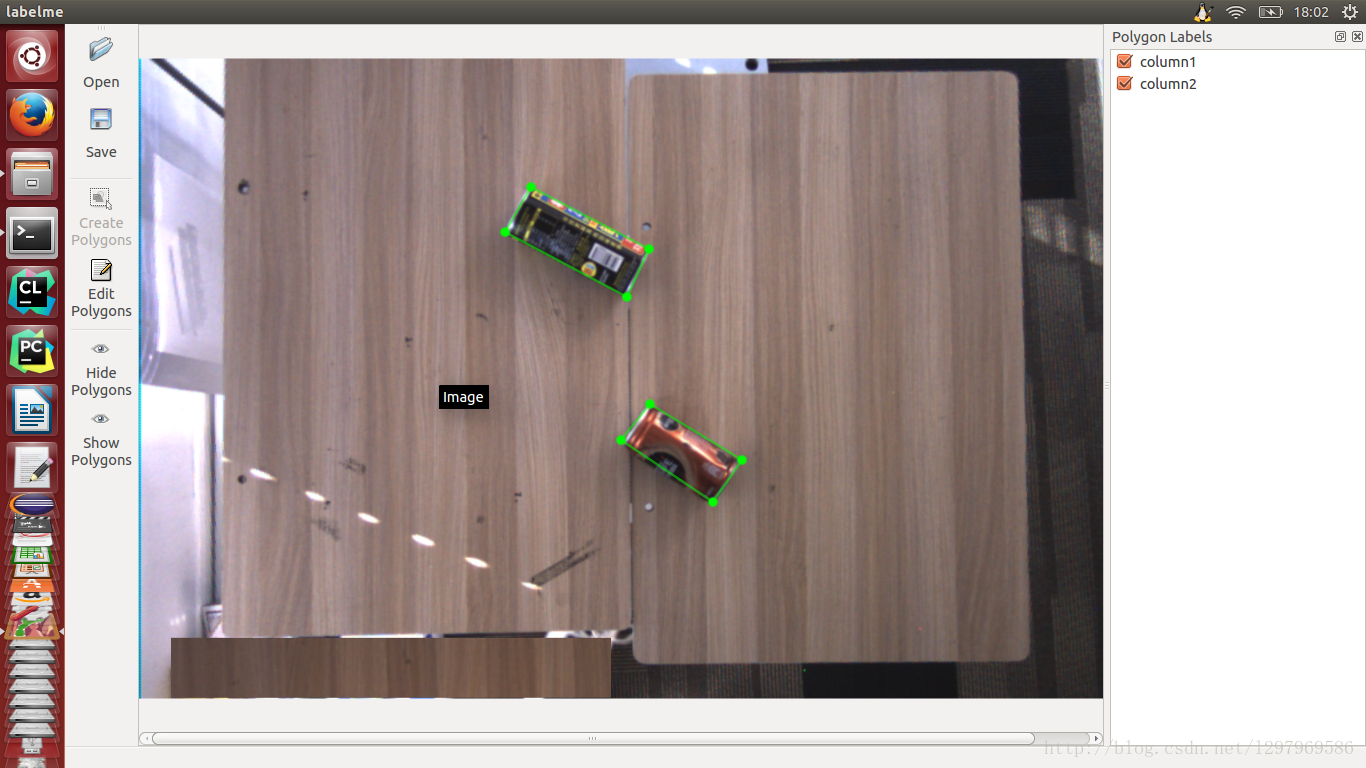 labelme
18:02
Open
Save
Create
Polygons
Edit
Polygons
Hide
Polygons
Show
Polygons
Image
Polygon Labels
column1
column2
CL
PC
http://blog.csdn.net/1297969586